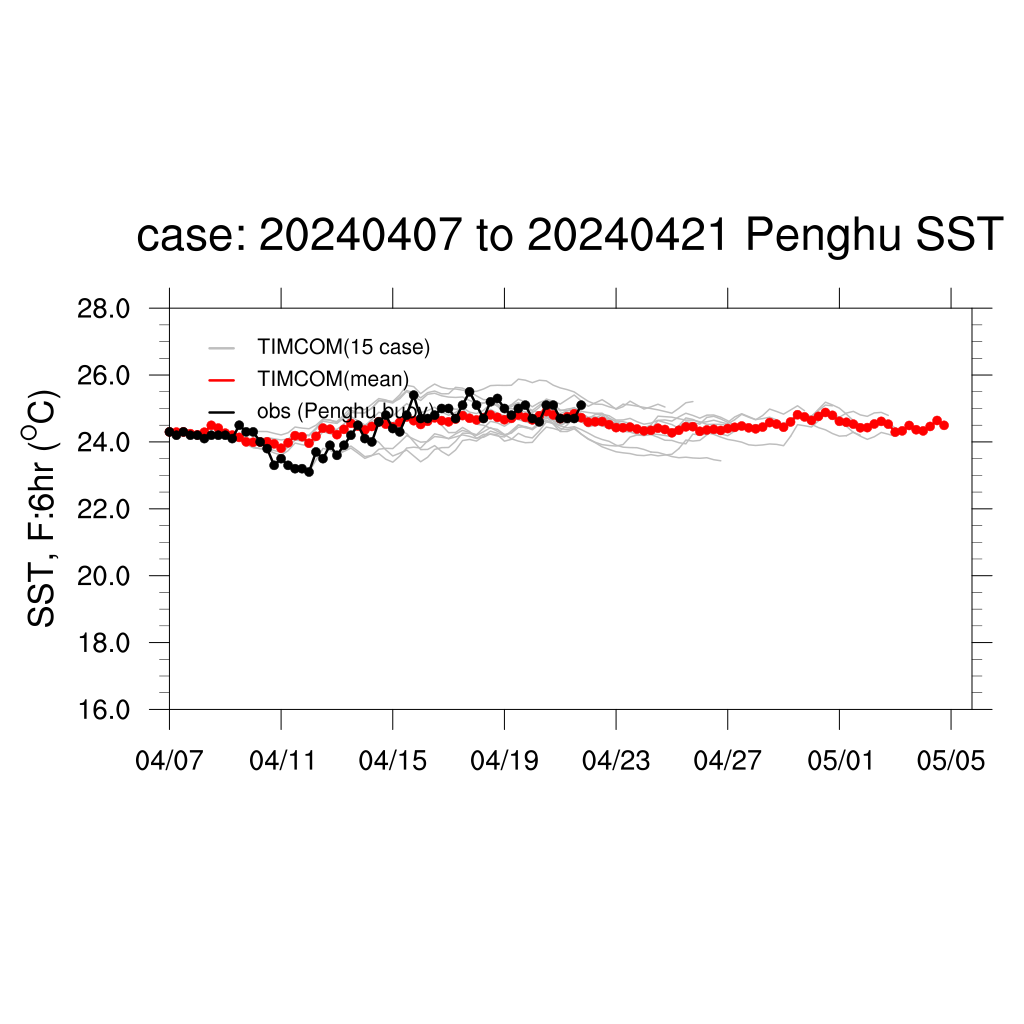 case: 20240407 to 20240421 Penghu SST
SST, F:6hr (°C)
28.0
26.0
24.0
22.0
20.0
18.0
16.0
TIMCOM(15 case)
TIMCOM(mean)
obs (Penghu buoy)
04/07 04/11 04/15 04/19 04/23 04/27 05/01 05/05